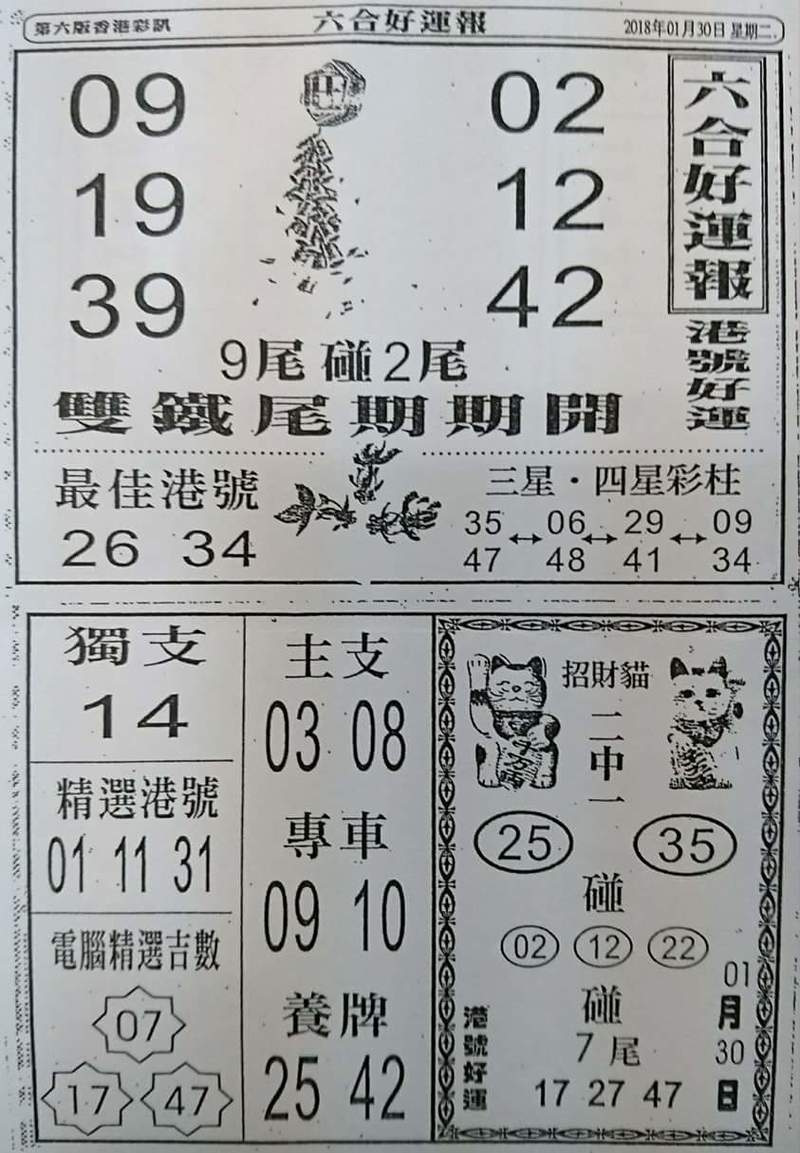 第六版香港彩訊
六合好運報
2018年01月30日 星期二
09
旺
02
19
12
39
42
六合好運報
港號好運
9尾碰2尾
雙鐵尾期期開
最佳港號
26 34
三星·四星彩柱
35 06 29 09
47 ↔ 48 ↔ 41 ↔ 34
獨支
14
精選港號
01 11 31
電腦精選吉數
07
17 47
主支
03 08
專車
09 10
養牌
25 42
招財貓
二中一
25 35
碰
02 12 22
碰
7尾
17 27 47
港號好運
01月30日